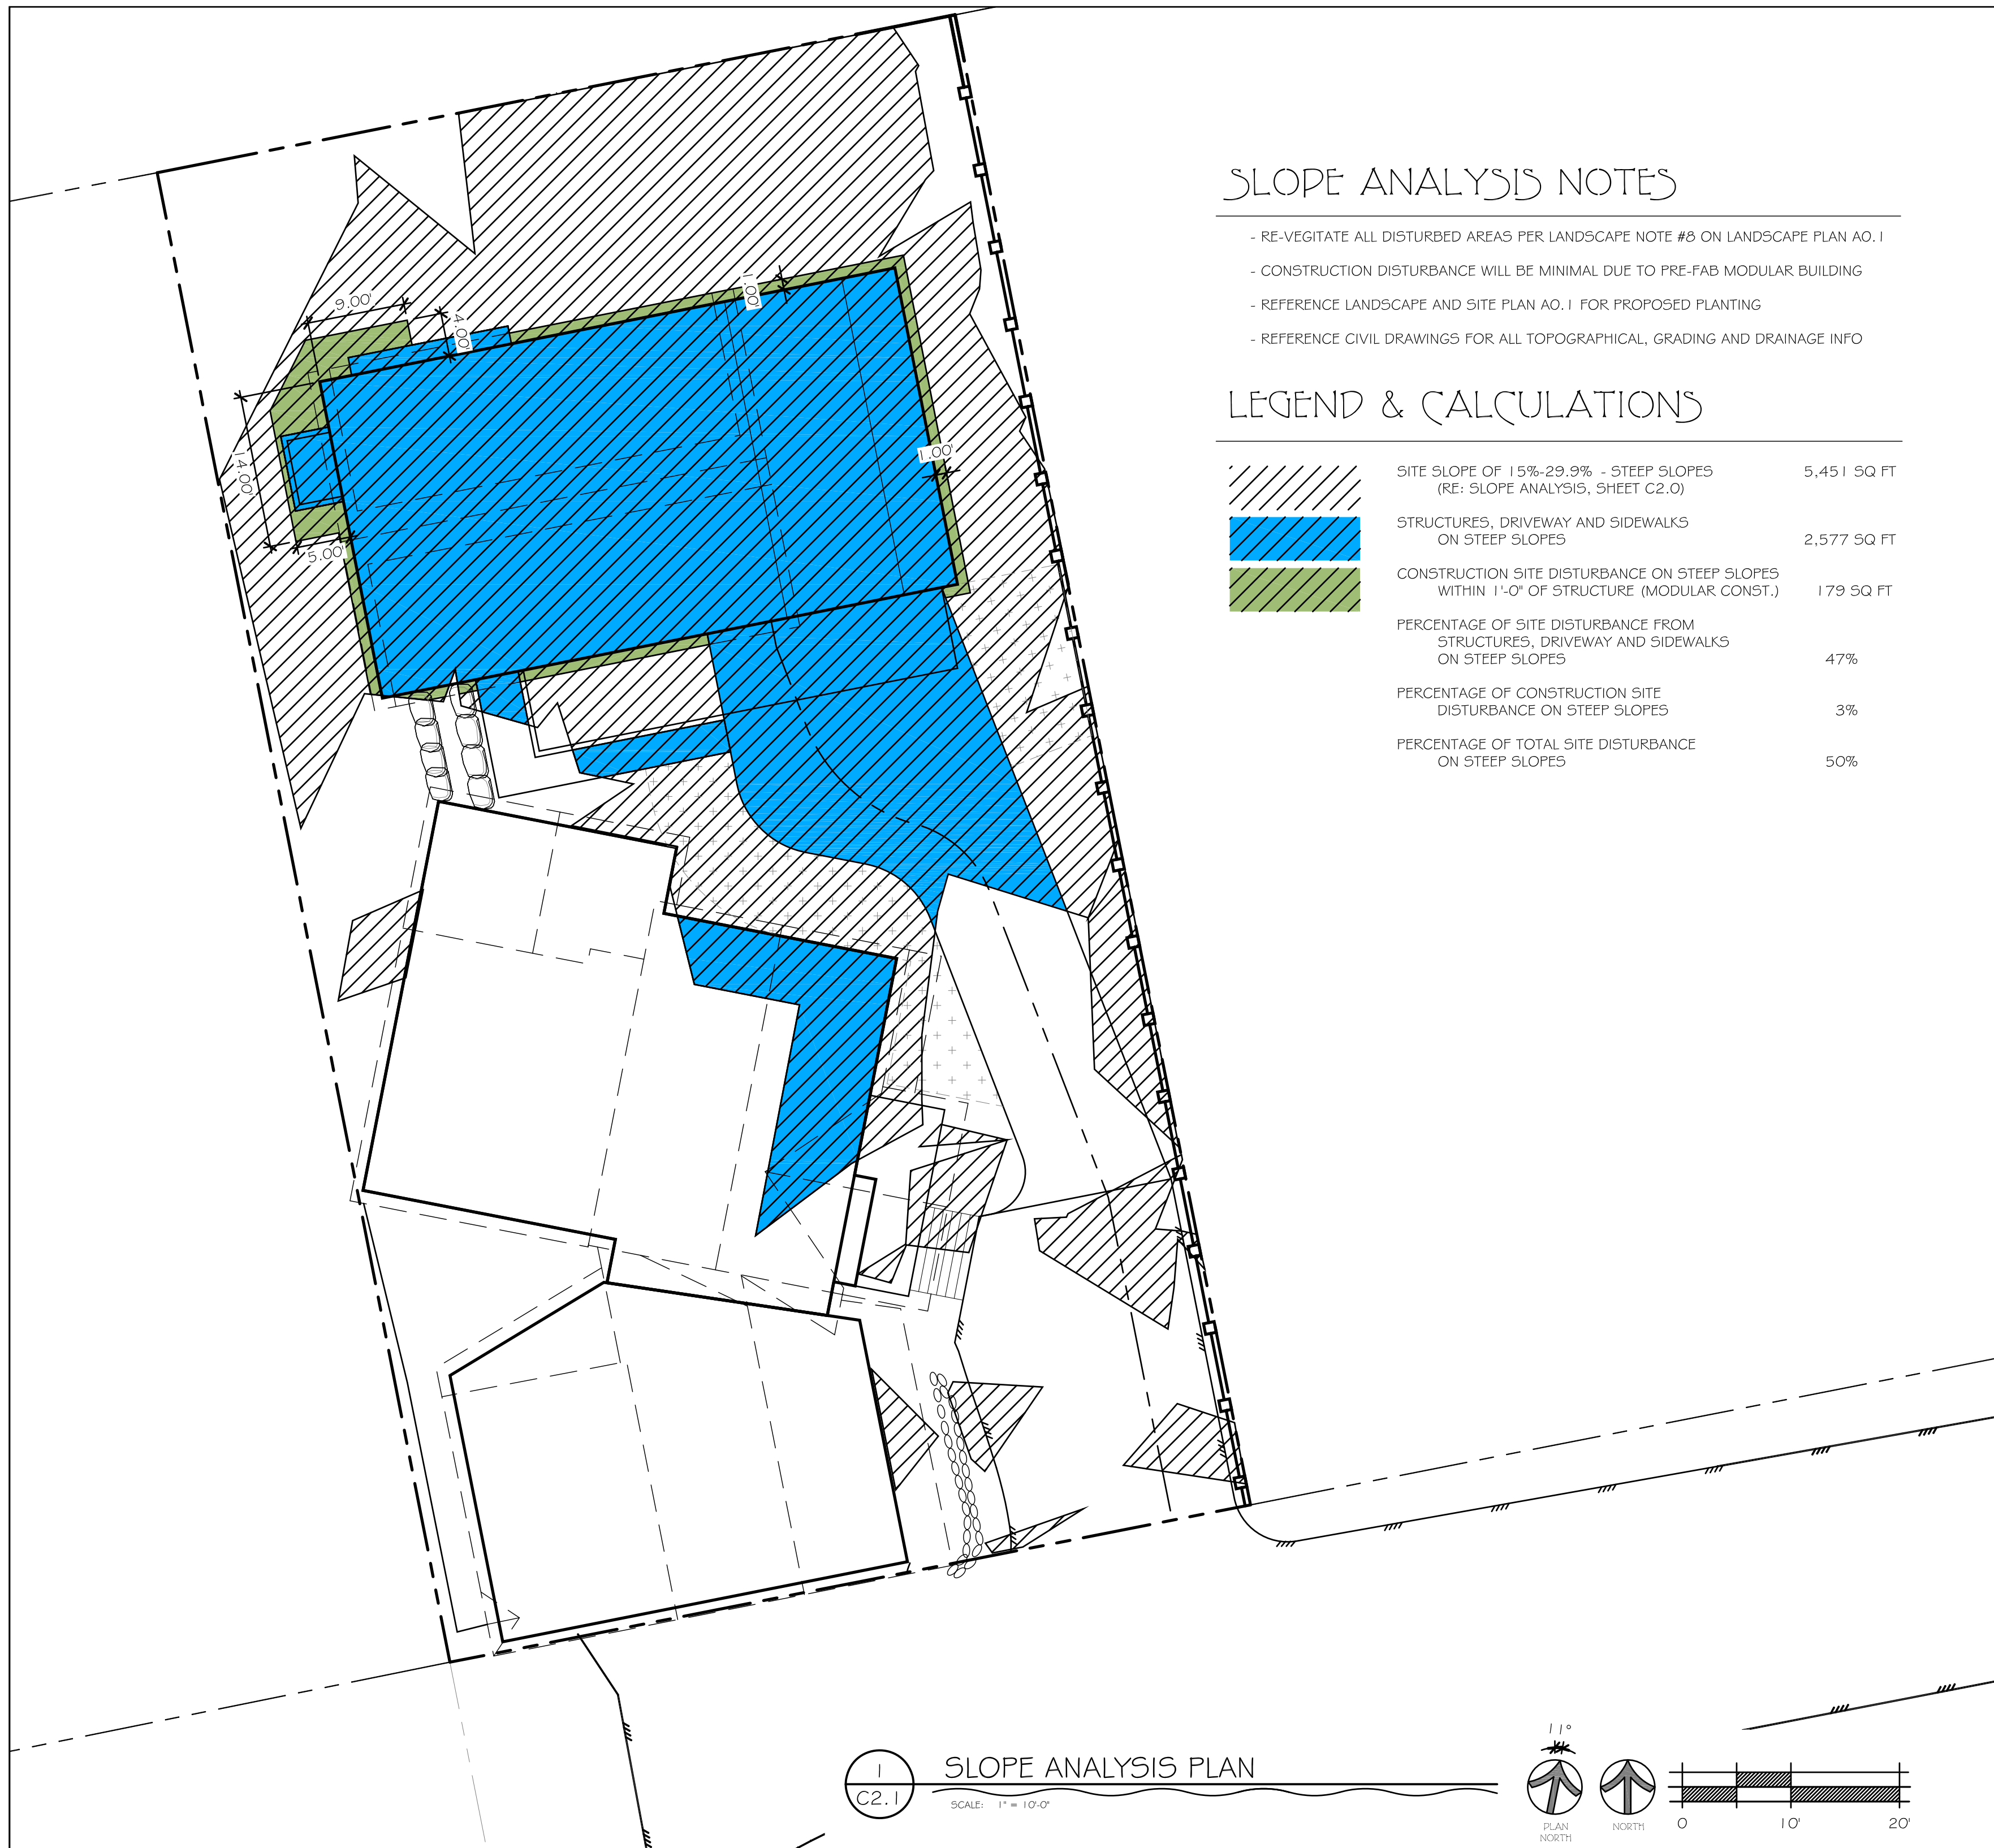 SLOPE ANALYSIS NOTES
- RE-VEGITATE ALL DISTURBED AREAS PER LANDSCAPE NOTE #8 ON LANDSCAPE PLAN A0.1
- CONSTRUCTION DISTURBANCE WILL BE MINIMAL DUE TO PRE-FAB MODULAR BUILDING
- REFERENCE LANDSCAPE AND SITE PLAN A0.1 FOR PROPOSED PLANTING
- REFERENCE CIVIL DRAWINGS FOR ALL TOPOGRAPHICAL, GRADING AND DRAINAGE INFO
LEGEND & CALCULATIONS
SITE SLOPE OF 15%-29.9% - STEEP SLOPES 5,451 SQ FT
(RE: SLOPE ANALYSIS, SHEET C2.0)
STRUCTURES, DRIVEWAY AND SIDEWALKS
ON STEEP SLOPES 2,577 SQ FT
CONSTRUCTION SITE DISTURBANCE ON STEEP SLOPES
WITHIN 1'-0" OF STRUCTURE (MODULAR CONST.) 179 SQ FT
PERCENTAGE OF SITE DISTURBANCE FROM
STRUCTURES, DRIVEWAY AND SIDEWALKS
ON STEEP SLOPES 47%
PERCENTAGE OF CONSTRUCTION SITE
DISTURBANCE ON STEEP SLOPES 3%
PERCENTAGE OF TOTAL SITE DISTURBANCE
ON STEEP SLOPES 50%
9.00'
4.00'
1.00'
14.00'
5.00'
1.00'
1
C2.1
SLOPE ANALYSIS PLAN
SCALE: 1" = 10'-0"
11°
PLAN
NORTH
NORTH
0 10' 20'